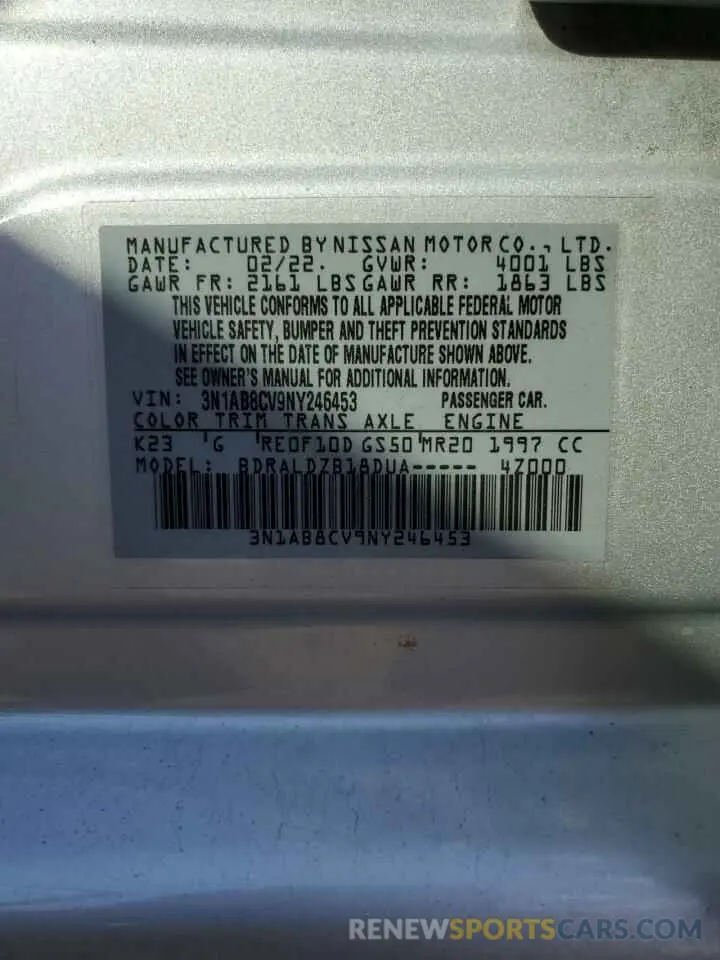 MANUFACTURED BY NISSAN MOTOR CO., LTD.
DATE: 02/22. GVWR: 4001 LBS
GAWR FR: 2161 LBS GAWR RR: 1863 LBS
THIS VEHICLE CONFORMS TO ALL APPLICABLE FEDERAL MOTOR
VEHICLE SAFETY, BUMPER AND THEFT PREVENTION STANDARDS
IN EFFECT ON THE DATE OF MANUFACTURE SHOWN ABOVE.
SEE OWNER'S MANUAL FOR ADDITIONAL INFORMATION.
VIN: 3N1AB8CV9NY246453 PASSENGER CAR.
COLOR TRIM TRANS AXLE ENGINE
K23 'G 'RE0F10D GS50'MR20 1997 CC
MODEL: BDRALDZB18DUA----- 47000
3N1AB8CV9NY246453
RENEWSPORTSCARS.COM